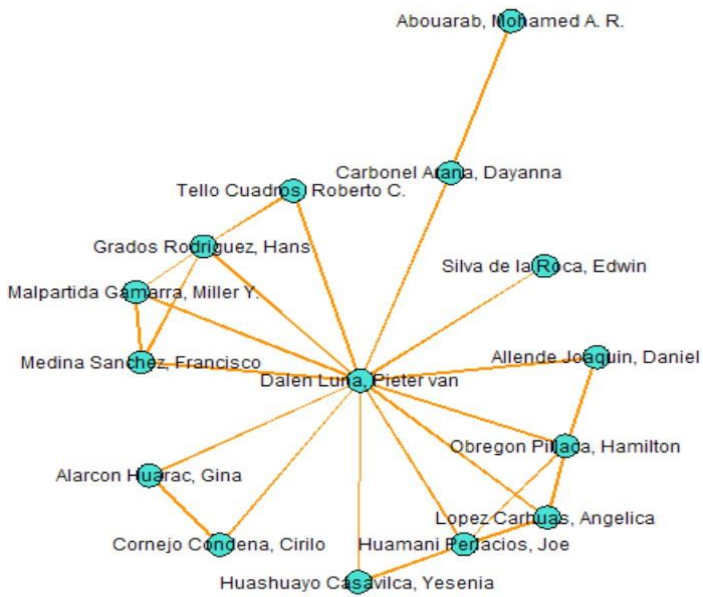 Abouarab, Mohamed A. R.
Carbonel Arana, Dayanna
Tello Cuadros, Roberto C.
Grados Rodriguez, Hans
Silva de la Roca, Edwin
Malpartida Gamarra, Miller Y.
Allende Joaquin, Daniel
Medina Sanchez, Francisco
Dalen Luna, Pieter van
Obregon Pillaca, Hamilton
Alarcon Huarac, Gina
Lopez Carhuas, Angelica
Cornejo Condena, Cirilo
Huamani Perlacios, Joe
Huashuayo Casavilca, Yesenia